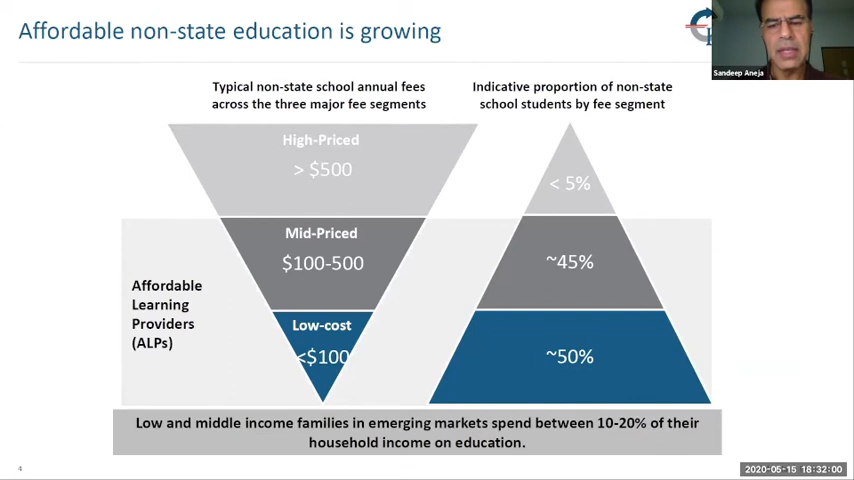 Affordable non-state education is growing
Sandeep Aneja
Typical non-state school annual fees
across the three major fee segments
Indicative proportion of non-state
school students by fee segment
High-Priced
> $500
< 5%
Mid-Priced
$100-500
~45%
Affordable
Learning
Providers
(ALPs)
Low-cost
<$100
~50%
Low and middle income families in emerging markets spend between 10-20% of their
household income on education.
4
2020-05-15 18:32:00